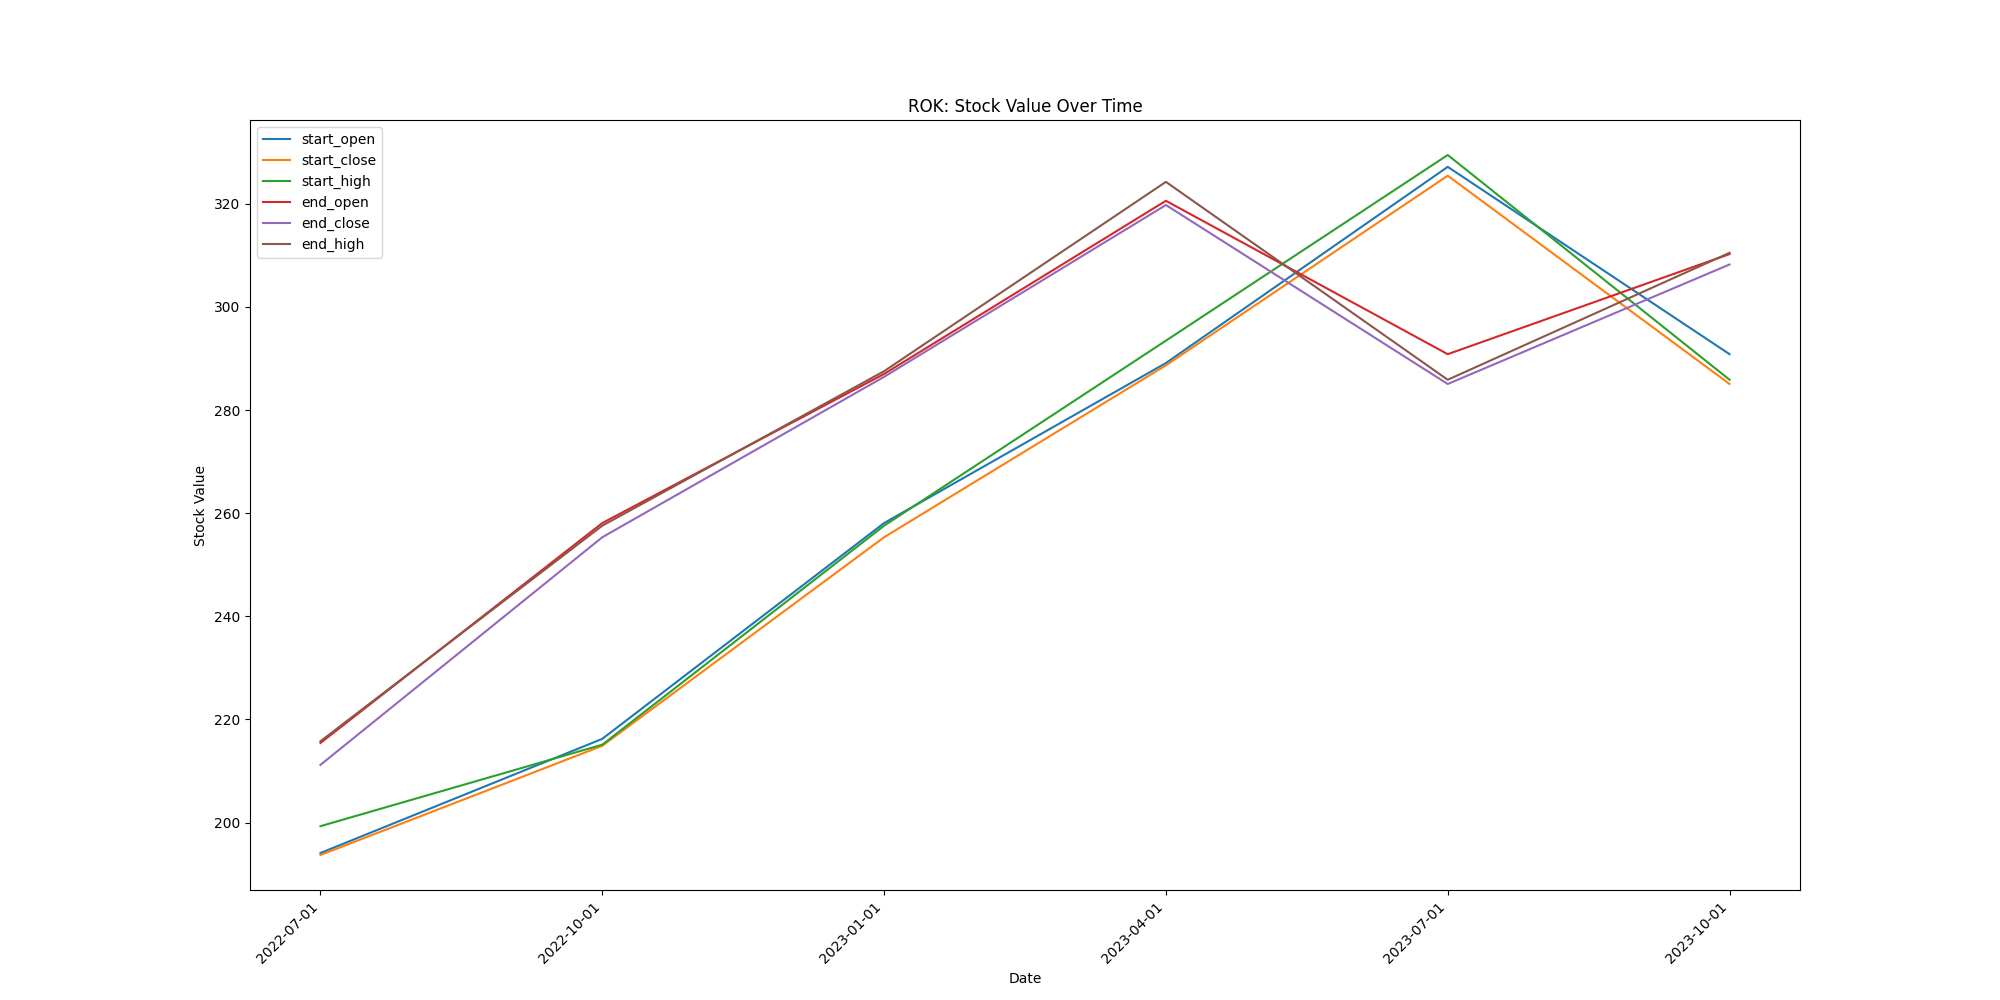 ROK: Stock Value Over Time
start_open
start_close
start_high
end_open
end_close
end_high
320
300
280
260
240
220
200
Stock Value
2022-07-01
2022-10-01
2023-01-01
2023-04-01
2023-07-01
2023-10-01
Date